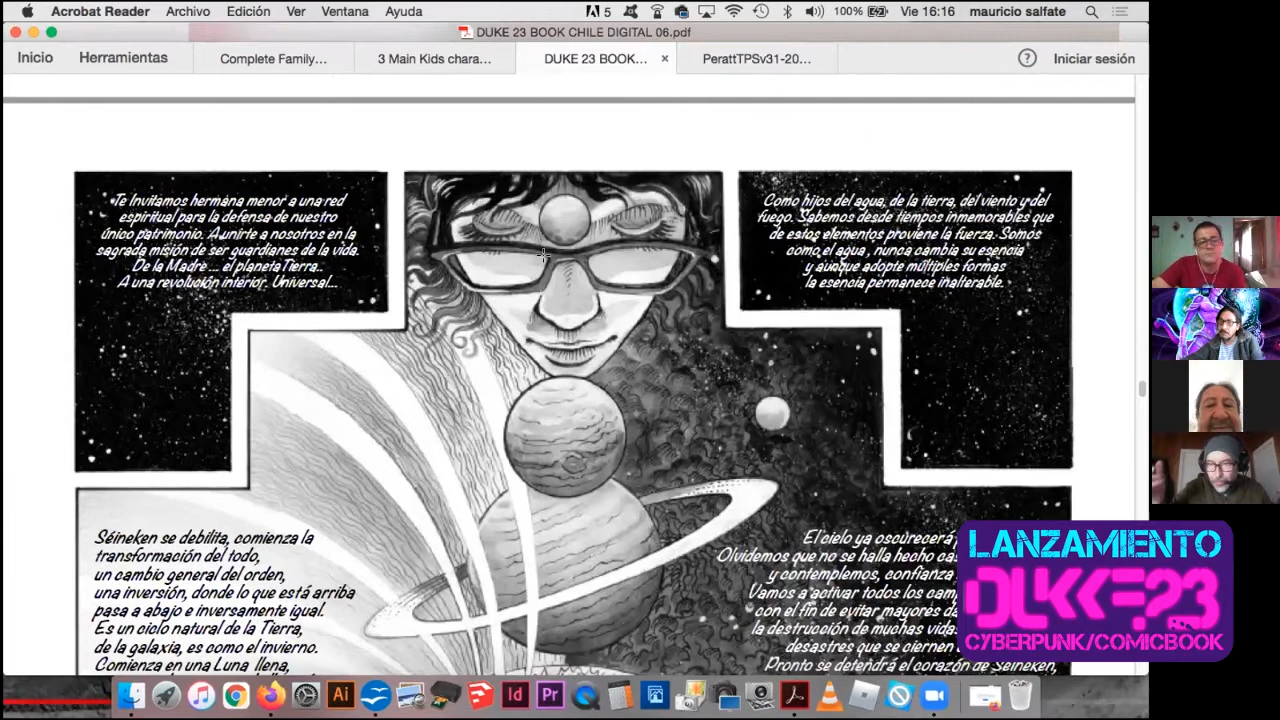 Acrobat Reader Archivo Edición Ver Ventana Ayuda
5 100% Vie 16:16 mauricio salfate
DUKE 23 BOOK CHILE DIGITAL 06.pdf
Inicio Herramientas Complete Family... 3 Main Kids chara... DUKE 23 BOOK... × PerattTPSv31-20... ? Iniciar sesión
Te Invitamos hermana menor a una red
espiritual para la defensa de nuestro
único patrimonio. A unirte a nosotros en la
sagrada misión de ser guardianes de la vida.
De la Madre ... el planeta Tierra..
A una revolución interior. Universal...
Como hijos del agua, de la tierra, del viento y del
fuego. Sabemos desde tiempos inmemorables que
de estos elementos proviene la fuerza. Somos
como el agua , nunca cambia su esencia
y aunque adopte múltiples formas
la esencia permanece inalterable.
Séineken se debilita, comienza la
transformación del todo,
un cambio general del orden,
una inversión, donde lo que está arriba
pasa a abajo e inversamente igual.
Es un ciclo natural de la Tierra,
de la galaxia, es como el invierno.
Comienza en una Luna llena,
El cielo ya oscurecerá
Olvidemos que no se halla hecho
y contemplemos, confianza
Vamos a activar todos los
con el fin de evitar mayores
la destrucción de muchas vidas
desastres que se ciernen
Pronto se detendrá el corazón de Séineken,
LANZAMIENTO
DUKE23
CYBERPUNK/COMICBOOK
Ai Id Pr